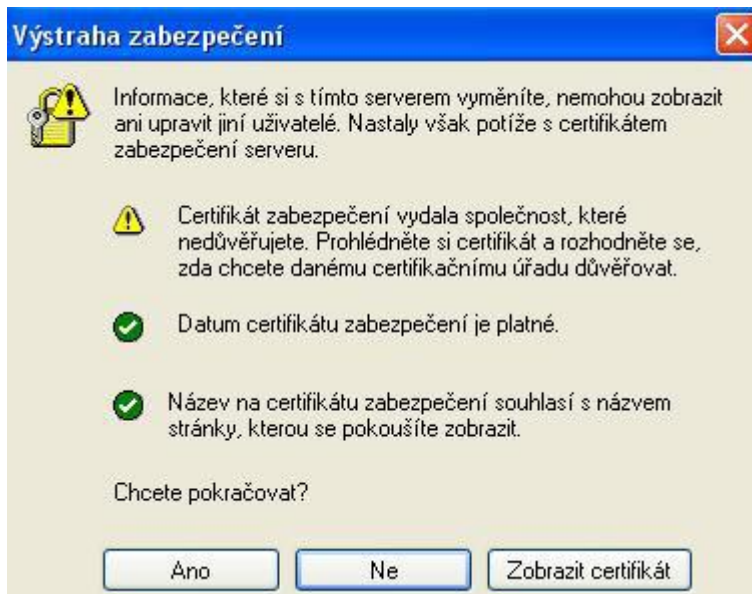 Výstraha zabezpečení
Informace, které si s tímto serverem vyměníte, nemohou zobrazit
ani upravit jiní uživatelé. Nastaly však potíže s certifikátem
zabezpečení serveru.
Certifikát zabezpečení vydala společnost, které
nedůvěřujete. Prohlédněte si certifikát a rozhodněte se,
zda chcete danému certifikačnímu úřadu důvěřovat.
Datum certifikátu zabezpečení je platné.
Název na certifikátu zabezpečení souhlasí s názvem
stránky, kterou se pokoušíte zobrazit.
Chcete pokračovat?
Ano Ne Zobrazit certifikát